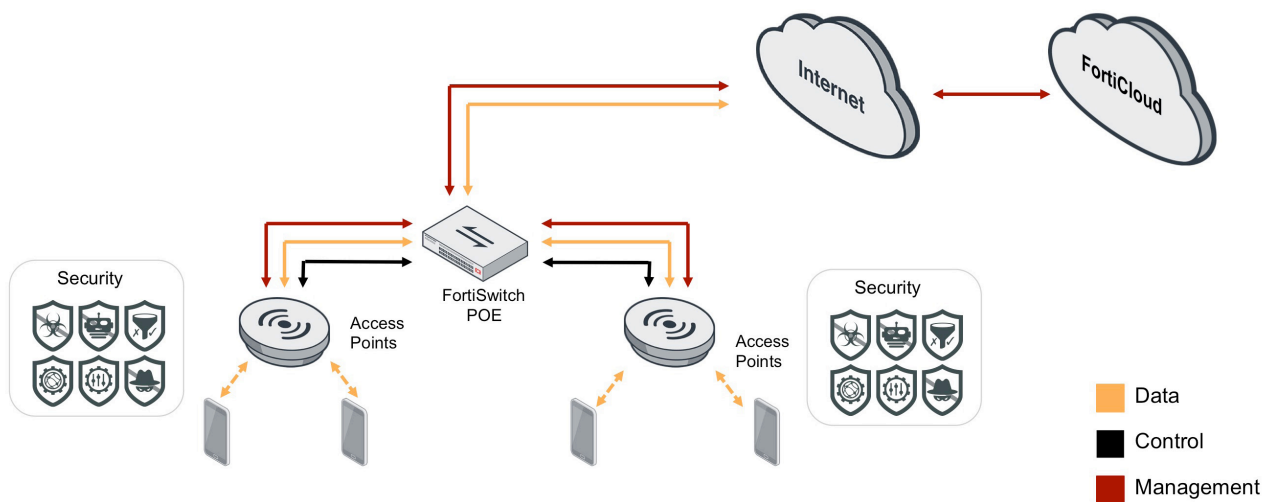 Internet
FortiCloud
Security
FortiSwitch
POE
Access
Points
Access
Points
Security
Data
Control
Management